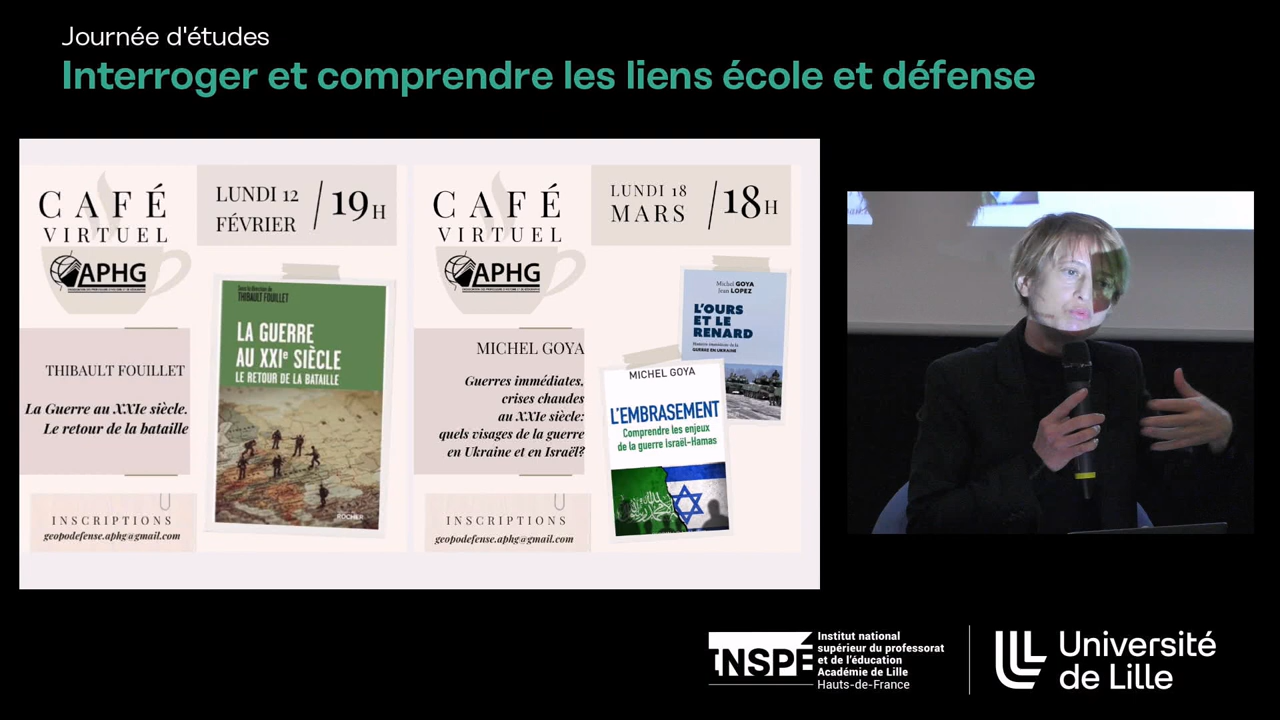 Journée d'études
Interroger et comprendre les liens école et défense
CAFÉ
VIRTUEL
APHG
LUNDI 12
FÉVRIER
/19H
THIBAULT FOUILLET
La Guerre au XXIe siècle.
Le retour de la bataille
INSCRIPTIONS
geopodefense.aphg@gmail.com
Sous la direction de
THIBAULT FOUILLET
LA GUERRE
AU XXIe SIÈCLE
LE RETOUR DE LA BATAILLE
ROCHER
CAFÉ
VIRTUEL
APHG
LUNDI 18
MARS
/18H
MICHEL GOYA
Guerres immédiates,
crises chaudes
au XXIe siècle:
quels visages de la guerre
en Ukraine et en Israël?
INSCRIPTIONS
geopodefense.aphg@gmail.com
Michel GOYA
Jean LOPEZ
L'OURS
ET LE
RENARD
GUERRE EN UKRAINE
MICHEL GOYA
L'EMBRASEMENT
Comprendre les enjeux
de la guerre israël-Hamas
INSPÉ
Institut national
supérieur du professorat
et de l'éducation
Académie de Lille
Hauts-de-France
Université
de Lille